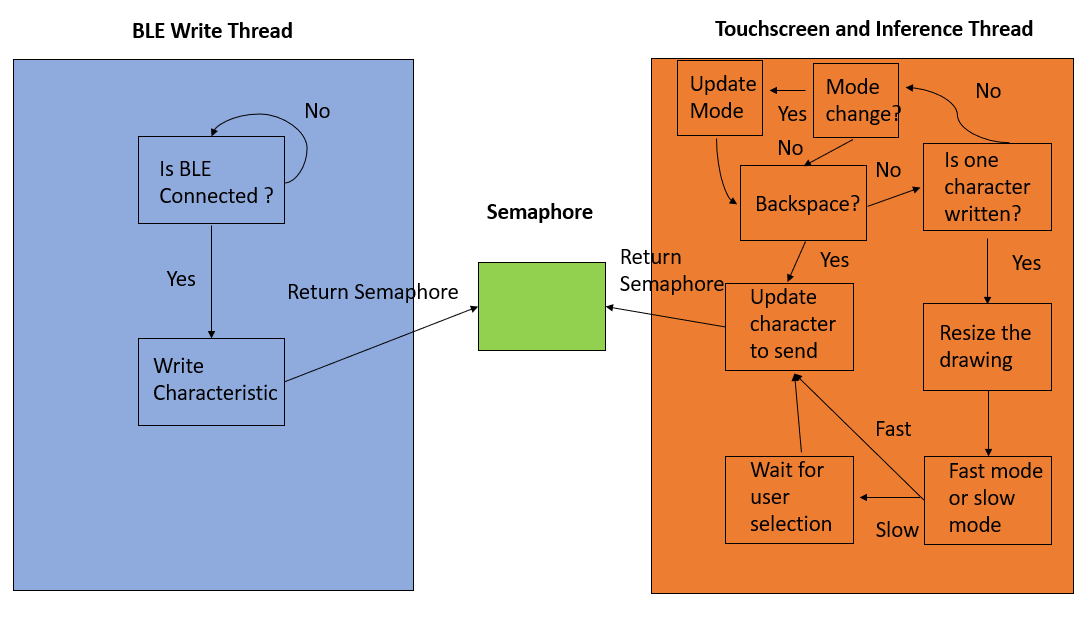 BLE Write Thread
No
Is BLE
Connected ?
Yes
Return Semaphore
Write
Characteristic
Semaphore
Touchscreen and Inference Thread
Update
Mode
Yes
Mode
change?
No
No
Backspace?
No
Is one
character
written?
Return
Semaphore
Yes
Yes
Update
character
to send
Resize the
drawing
Fast
Wait for
user
selection
Slow
Fast mode
or slow
mode